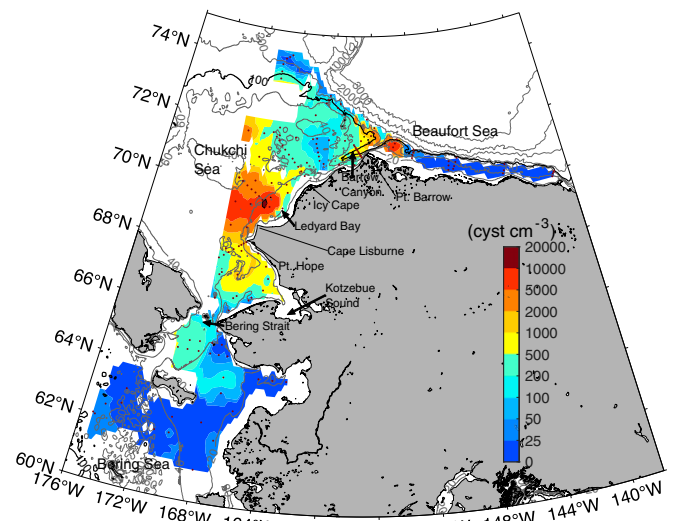 74°N
72°N
70°N
68°N
66°N
64°N
62°N
60°N
100
40
Beaufort Sea
Chukchi
Sea
Barrow
Canyon
Pt. Barrow
Icy Cape
Ledyard Bay
Cape Lisburne
Pt. Hope
Kotzebue
Sound
Bering Strait
Bering Sea
(cyst cm⁻³)
20000
10000
5000
2000
1000
500
200
100
50
25
0
176°W
172°W
168°W
148°W
144°W
140°W